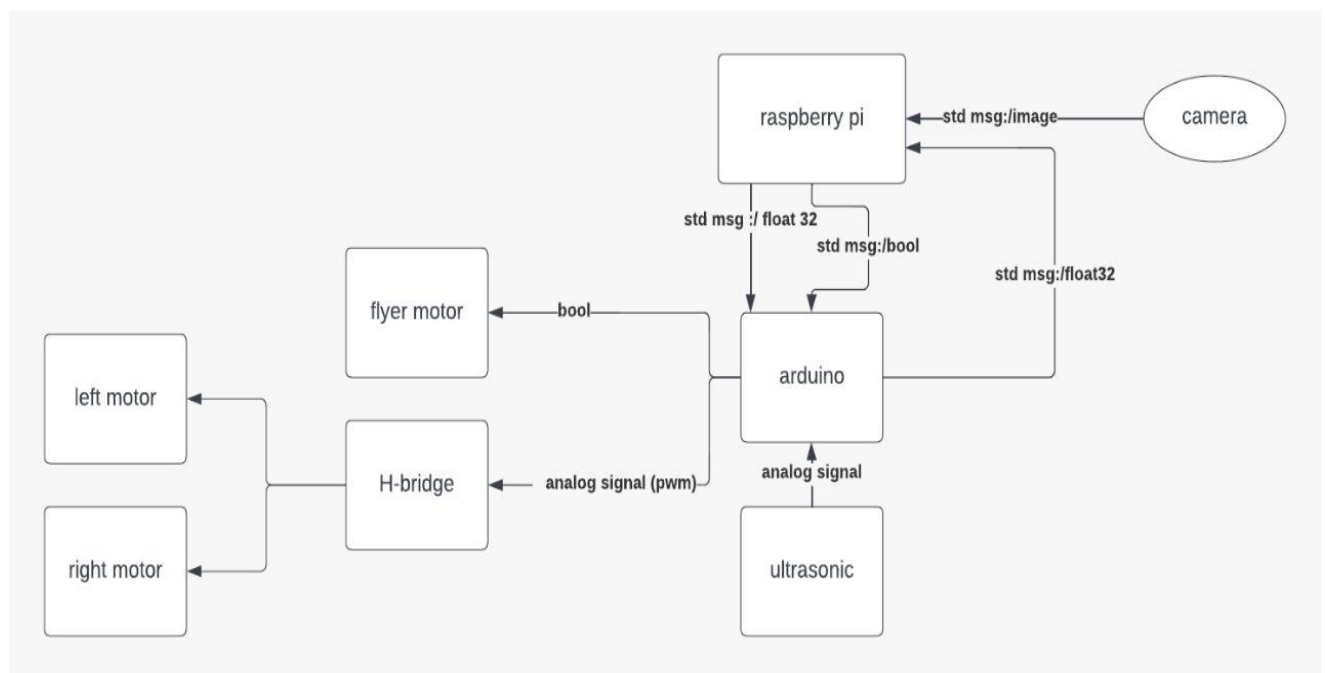 raspberry pi
std msg:/image
camera
std msg :/ float 32
std msg:/bool
std msg:/float32
flyer motor
bool
arduino
left motor
H-bridge
analog signal (pwm)
analog signal
right motor
ultrasonic